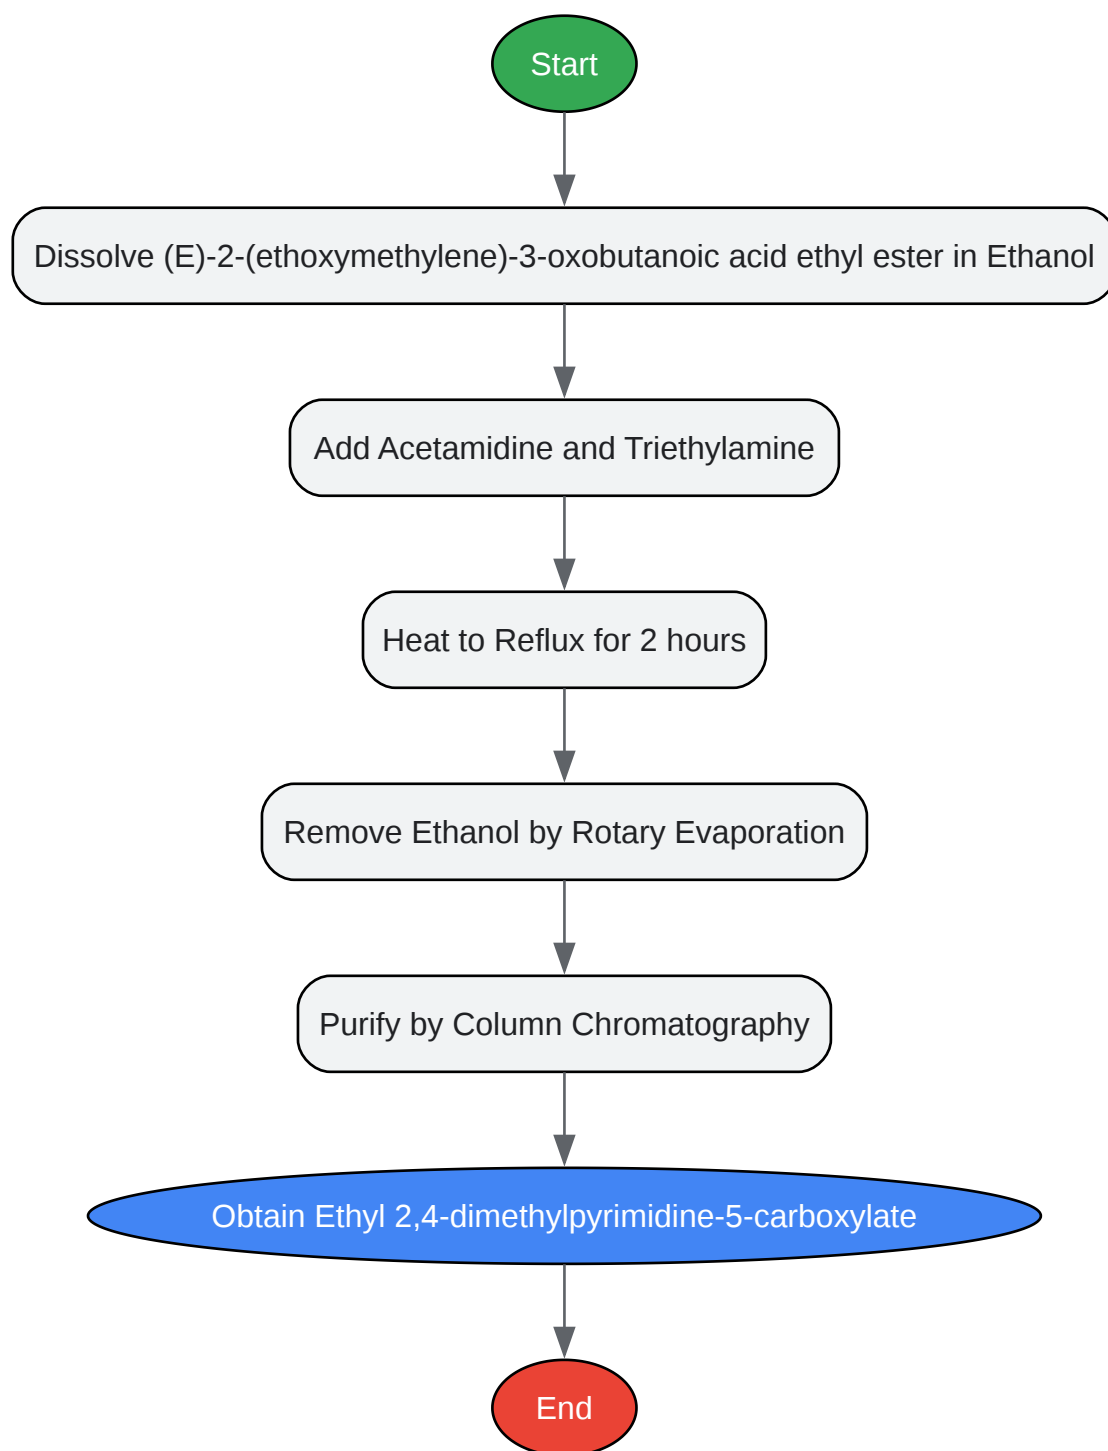 Start
Dissolve (E)-2-(ethoxymethylene)-3-oxobutanoic acid ethyl ester in Ethanol
Add Acetamidine and Triethylamine
Heat to Reflux for 2 hours
Remove Ethanol by Rotary Evaporation
Purify by Column Chromatography
Obtain Ethyl 2,4-dimethylpyrimidine-5-carboxylate
End